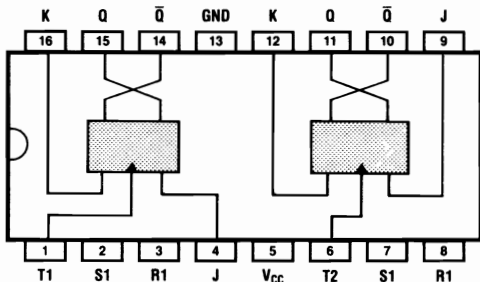 K Q Q̅ GND K Q Q̅ J
16 15 14 13 12 11 10 9
1 2 3 4 5 6 7 8
T1 S1 R1 J VCC T2 S1 R1